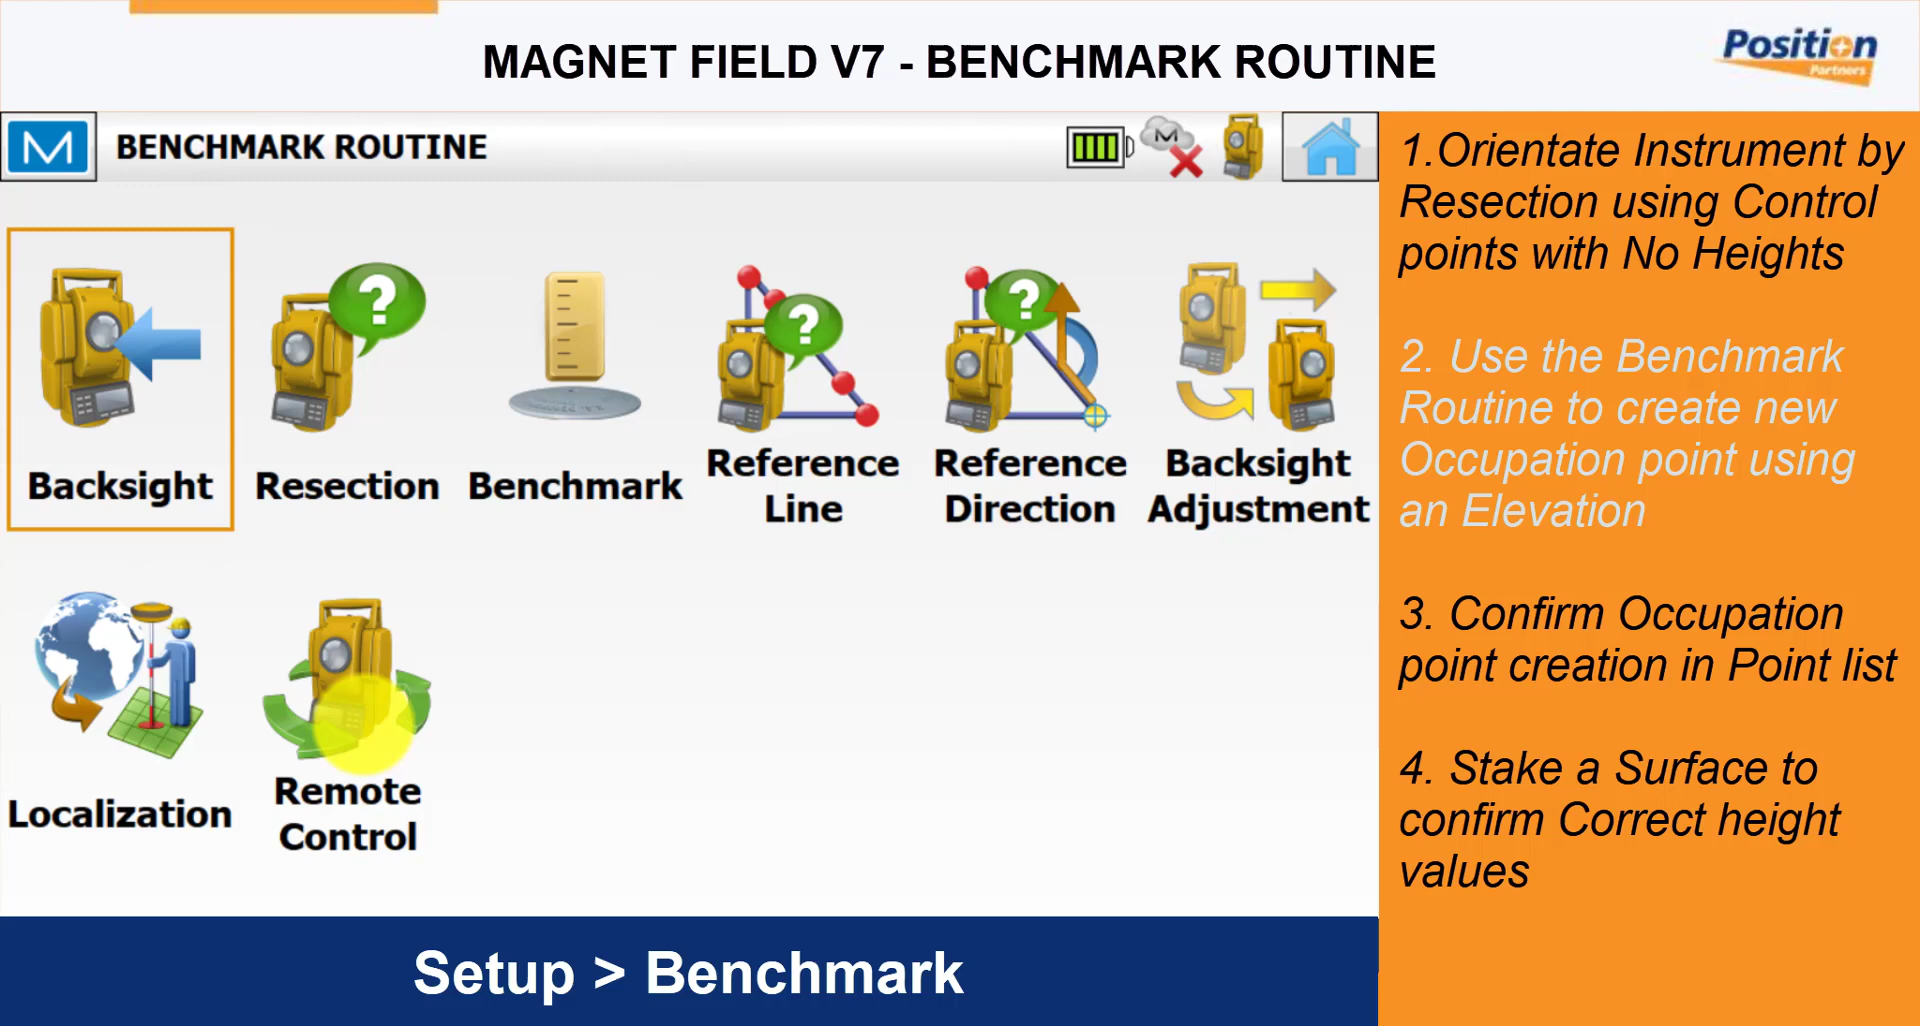 MAGNET FIELD V7 - BENCHMARK ROUTINE
Position
Partners
M
BENCHMARK ROUTINE
M
Backsight
Resection
Benchmark
Reference
Line
Reference
Direction
Backsight
Adjustment
Localization
Remote
Control
Setup > Benchmark
1.Orientate Instrument by
Resection using Control
points with No Heights
2. Use the Benchmark
Routine to create new
Occupation point using
an Elevation
3. Confirm Occupation
point creation in Point list
4. Stake a Surface to
confirm Correct height
values